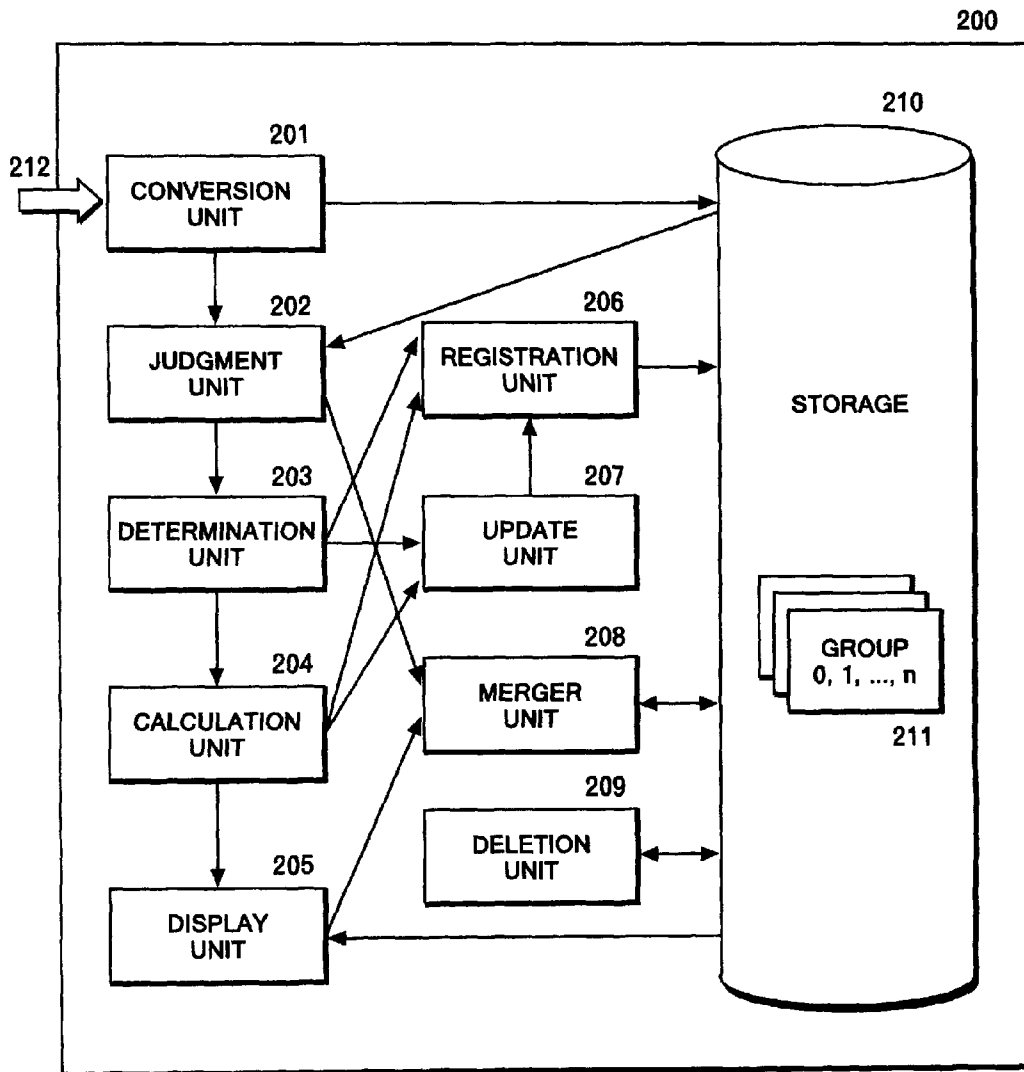 200
210
201
212
CONVERSION
UNIT
202
206
JUDGMENT
UNIT
REGISTRATION
UNIT
STORAGE
203
207
DETERMINATION
UNIT
UPDATE
UNIT
204
208
CALCULATION
UNIT
MERGER
UNIT
GROUP
0, 1, ..., n
211
209
DELETION
UNIT
205
DISPLAY
UNIT